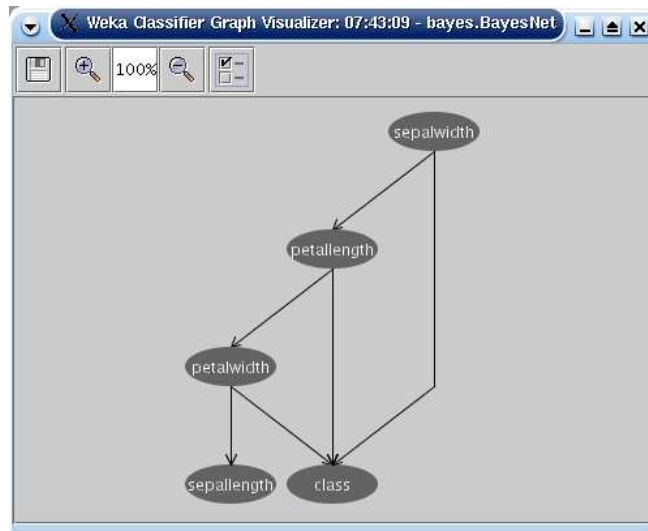 Weka Classifier Graph Visualizer: 07:43:09 - bayes.BayesNet
100%
sepalwidth
petallength
petalwidth
sepallength class